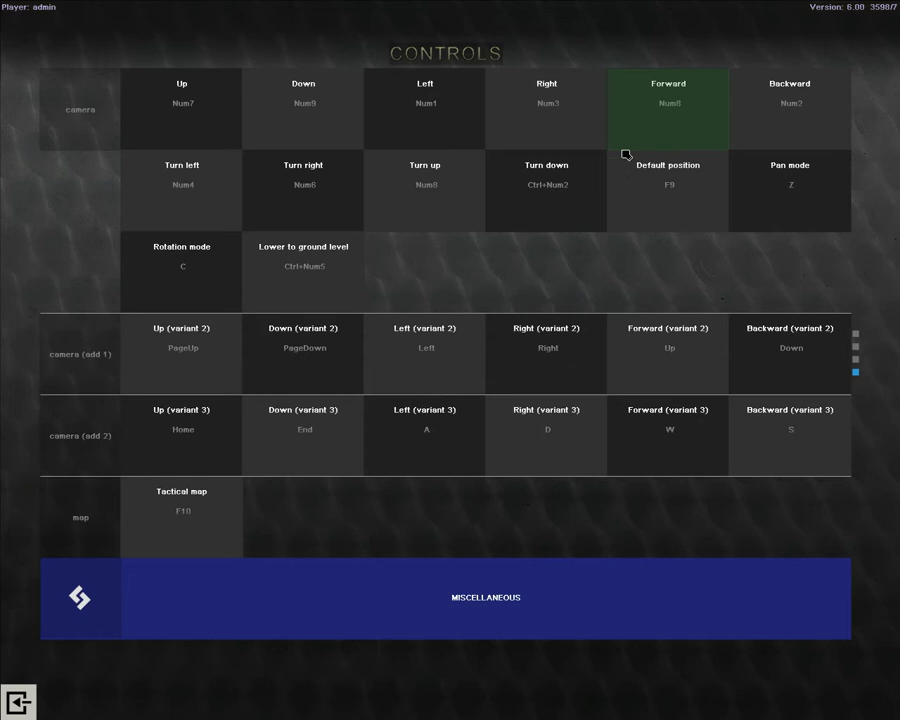 Player: admin
Version: 6.00 3598/7
CONTROLS
camera
Up
Num7
Down
Num9
Left
Num1
Right
Num3
Forward
Num8
Backward
Num2
Turn left
Num4
Turn right
Num6
Turn up
Num8
Turn down
Ctrl+Num2
Default position
F9
Pan mode
Z
Rotation mode
C
Lower to ground level
Ctrl+Num5
camera (add 1)
Up (variant 2)
PageUp
Down (variant 2)
PageDown
Left (variant 2)
Left
Right (variant 2)
Right
Forward (variant 2)
Up
Backward (variant 2)
Down
camera (add 2)
Up (variant 3)
Home
Down (variant 3)
End
Left (variant 3)
A
Right (variant 3)
D
Forward (variant 3)
W
Backward (variant 3)
S
map
Tactical map
F10
MISCELLANEOUS